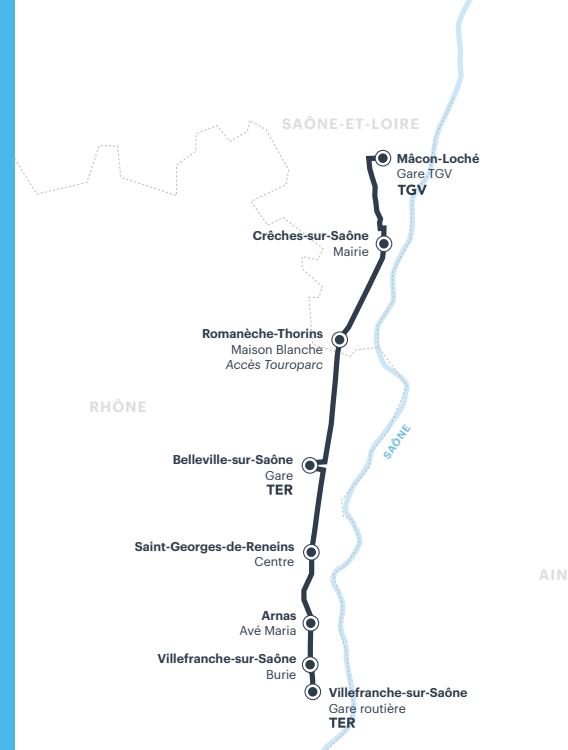 SAÔNE-ET-LOIRE
Mâcon-Loché
Gare TGV
TGV
Crêches-sur-Saône
Mairie
Romanèche-Thorins
Maison Blanche
Accès Touroparc
RHÔNE
SAÔNE
Belleville-sur-Saône
Gare
TER
Saint-Georges-de-Reneins
Centre
AIN
Arnas
Avé Maria
Villefranche-sur-Saône
Burie
Villefranche-sur-Saône
Gare routière
TER